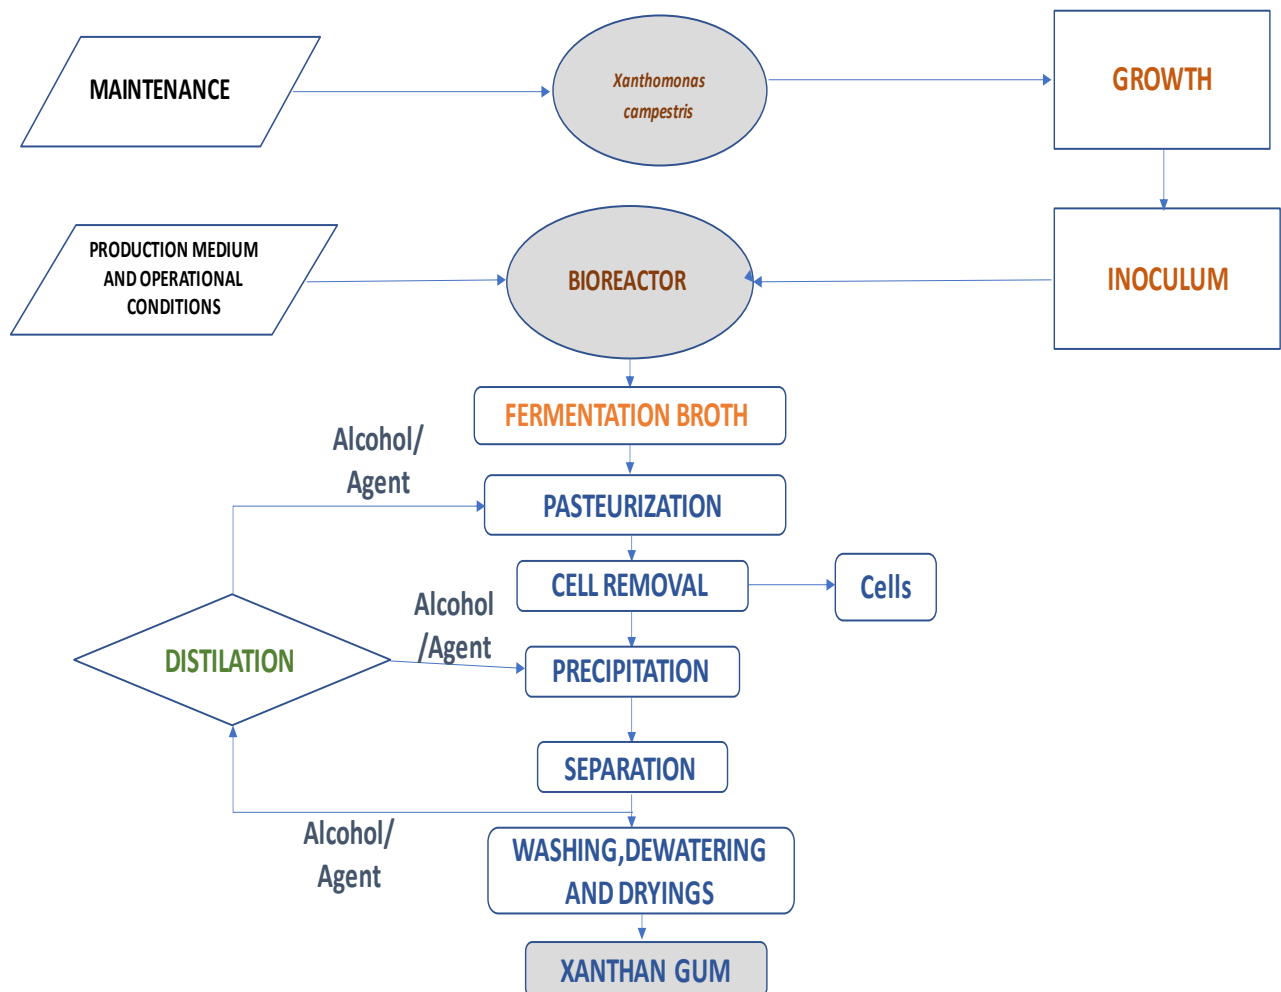 MAINTENANCE
Xanthomonas
campestris
GROWTH
PRODUCTION MEDIUM
AND OPERATIONAL
CONDITIONS
BIOREACTOR
INOCULUM
FERMENTATION BROTH
Alcohol/
Agent
PASTEURIZATION
CELL REMOVAL
Cells
Alcohol
/Agent
DISTILATION
PRECIPITATION
SEPARATION
Alcohol/
Agent
WASHING,DEWATERING
AND DRYINGS
XANTHAN GUM